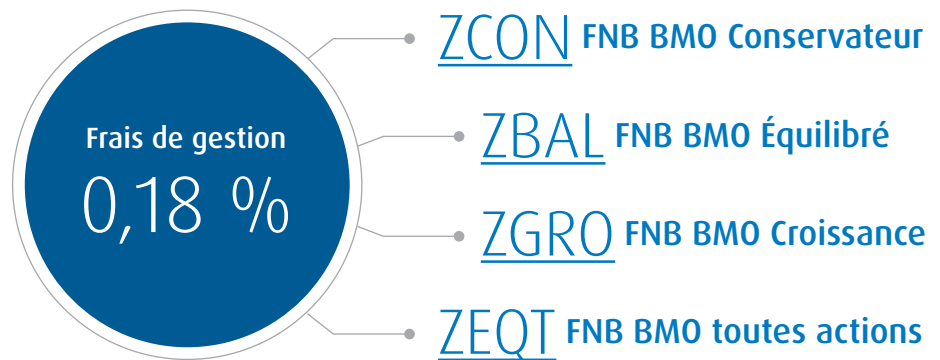 Frais de gestion
0,18 %
ZCON FNB BMO Conservateur
ZBAL FNB BMO Équilibré
ZGRO FNB BMO Croissance
ZEQT FNB BMO toutes actions